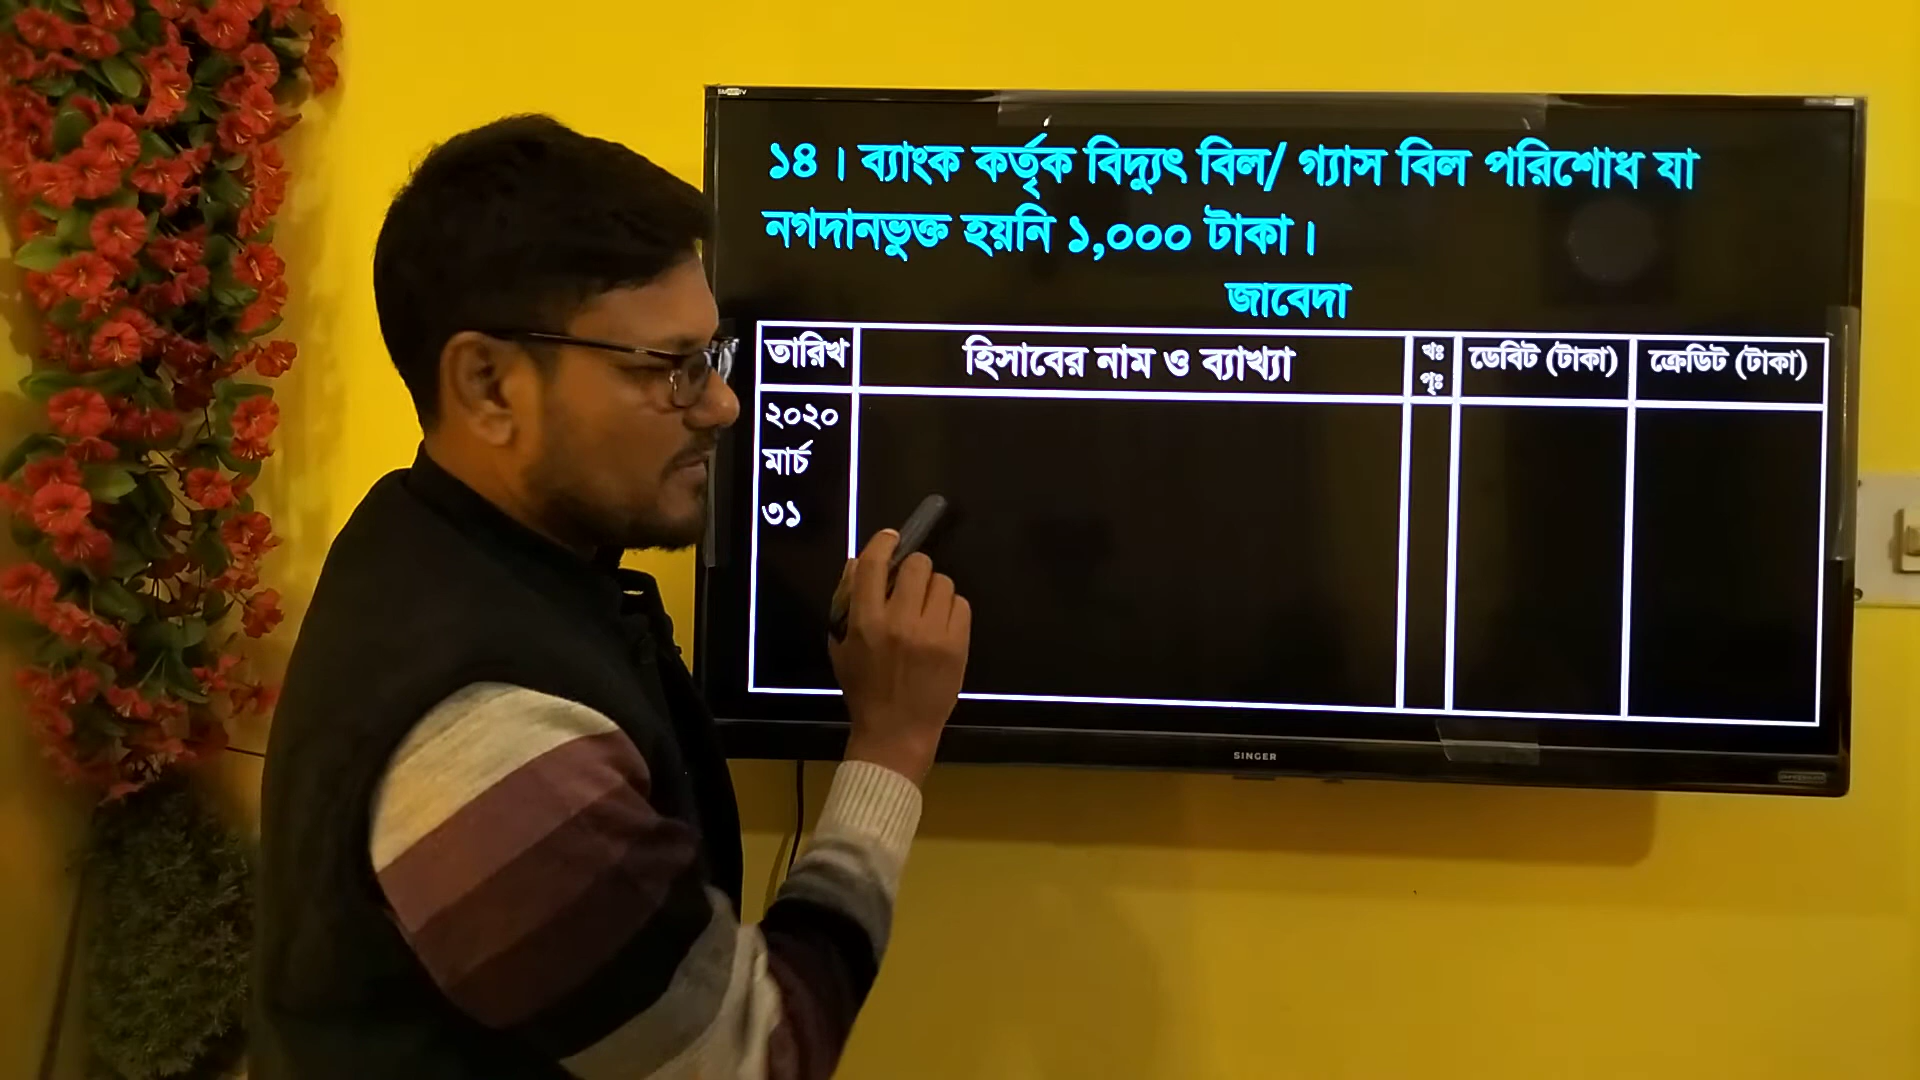 ১৪। ব্যাংক কর্তৃক বিদ্যুৎ বিল/ গ্যাস বিল পরিশোধ যা
নগদানভুক্ত হয়নি ১,০০০ টাকা।
জাবেদা
তারিখ হিসাবের নাম ও ব্যাখ্যা খঃ পৃঃ ডেবিট (টাকা) ক্রেডিট (টাকা)
২০২০
মার্চ
৩১
SINGER